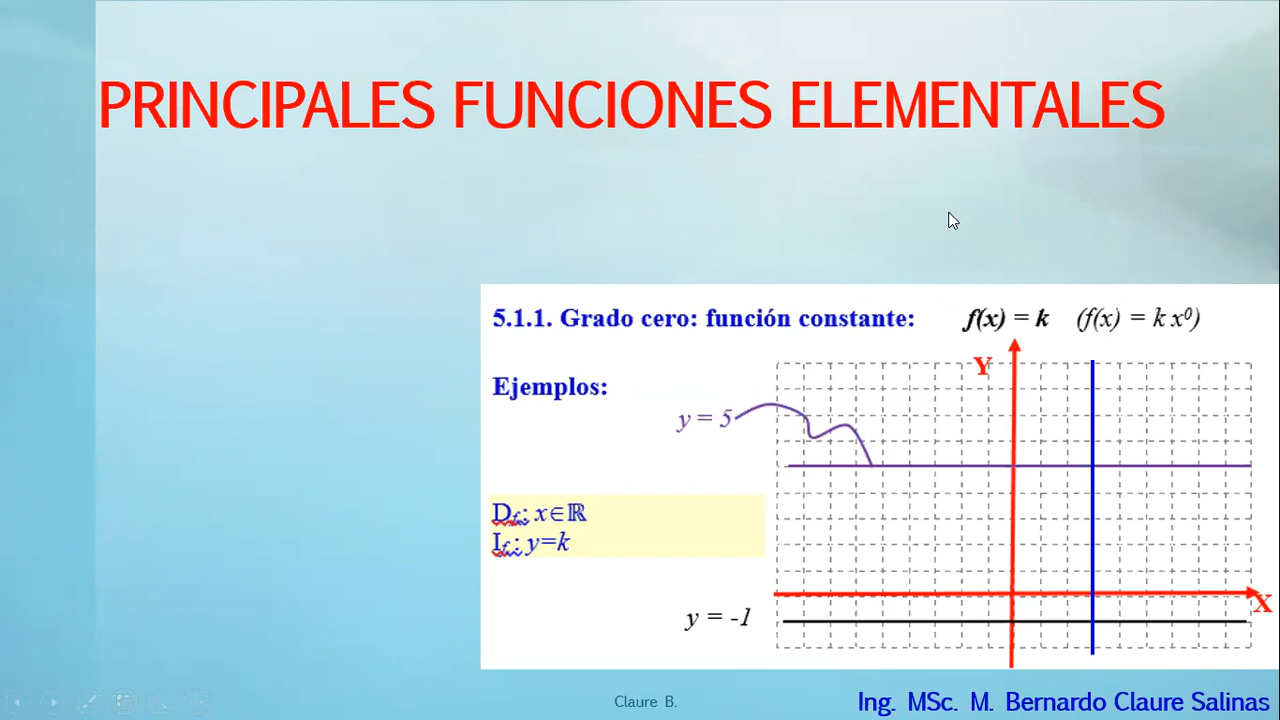 PRINCIPALES FUNCIONES ELEMENTALES
5.1.1. Grado cero: función constante: f(x) = k (f(x) = k x⁰)
Y
Ejemplos:
y = 5
Df: x∈ℝ
If: y=k
X
y = -1
Claure B.
Ing. MSc. M. Bernardo Claure Salinas